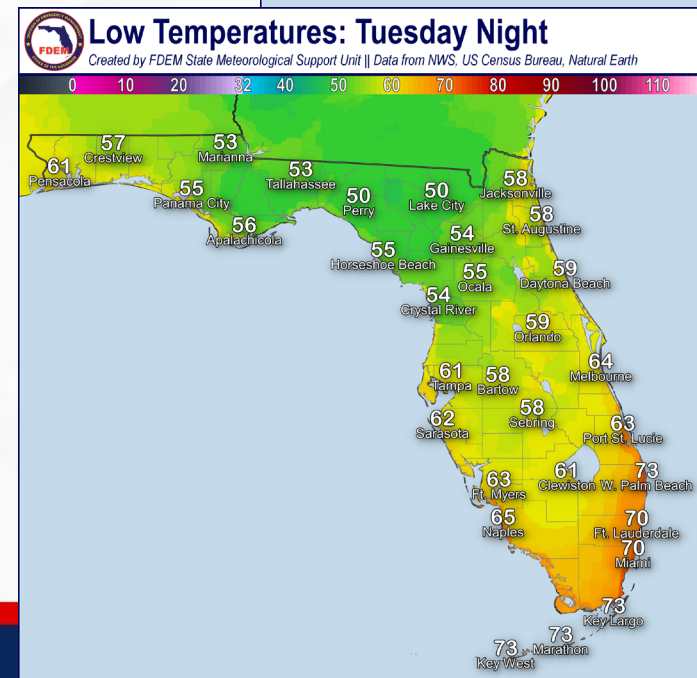 FDEM
Low Temperatures: Tuesday Night
Created by FDEM State Meteorological Support Unit || Data from NWS, US Census Bureau, Natural Earth
0 10 20 32 40 50 60 70 80 90 100 110
57
Crestview
53
Marianna
61
Pensacola
53
Tallahassee
55
Panama City
50
Perry
50
Lake City
58
Jacksonville
56
Apalachicola
58
St. Augustine
54
Gainesville
55
Horseshoe Beach
55
Ocala
59
Daytona Beach
54
Crystal River
59
Orlando
64
Melbourne
61
Tampa
58
Bartow
62
Sarasota
58
Sebring
63
Port St. Lucie
63
Ft. Myers
61
Clewiston
73
W. Palm Beach
65
Naples
70
Ft. Lauderdale
70
Miami
73
Key Largo
73
Marathon
73
Key West